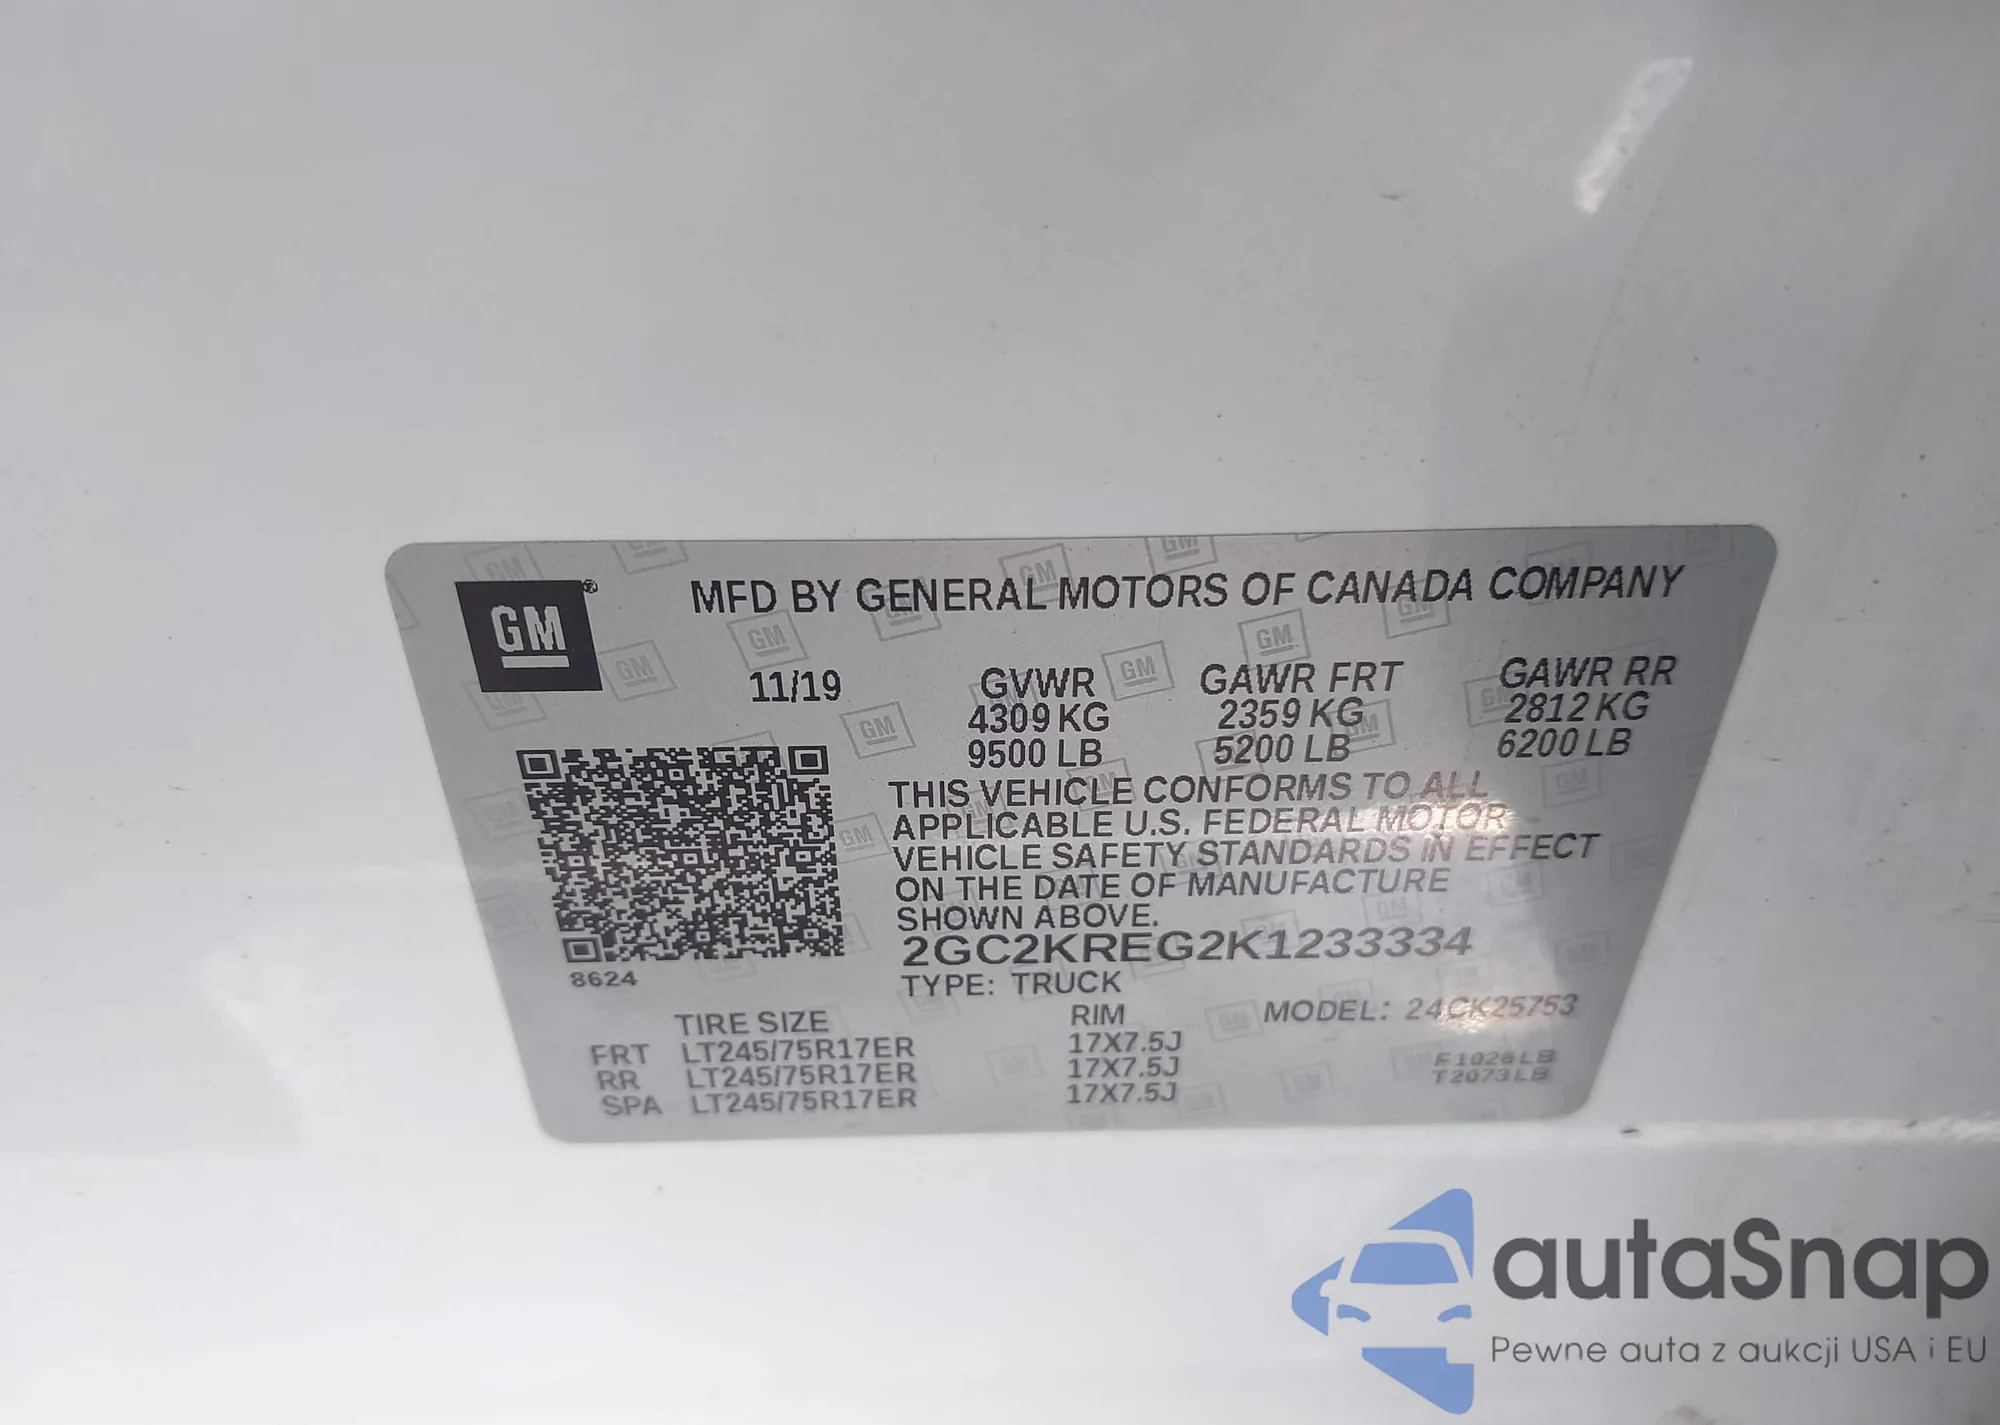 GM®
MFD BY GENERAL MOTORS OF CANADA COMPANY
11/19 GVWR GAWR FRT GAWR RR
4309 KG 2359 KG 2812 KG
9500 LB 5200 LB 6200 LB
THIS VEHICLE CONFORMS TO ALL
APPLICABLE U.S. FEDERAL MOTOR
VEHICLE SAFETY STANDARDS IN EFFECT
ON THE DATE OF MANUFACTURE
SHOWN ABOVE.
2GC2KREG2K1233334
8624
TYPE: TRUCK
TIRE SIZE RIM MODEL: 24CK25753
FRT LT245/75R17ER 17X7.5J
RR LT245/75R17ER 17X7.5J
SPA LT245/75R17ER 17X7.5J
F1026LB
T2073LB
autaSnap
Pewne auta z aukcji USA i EU